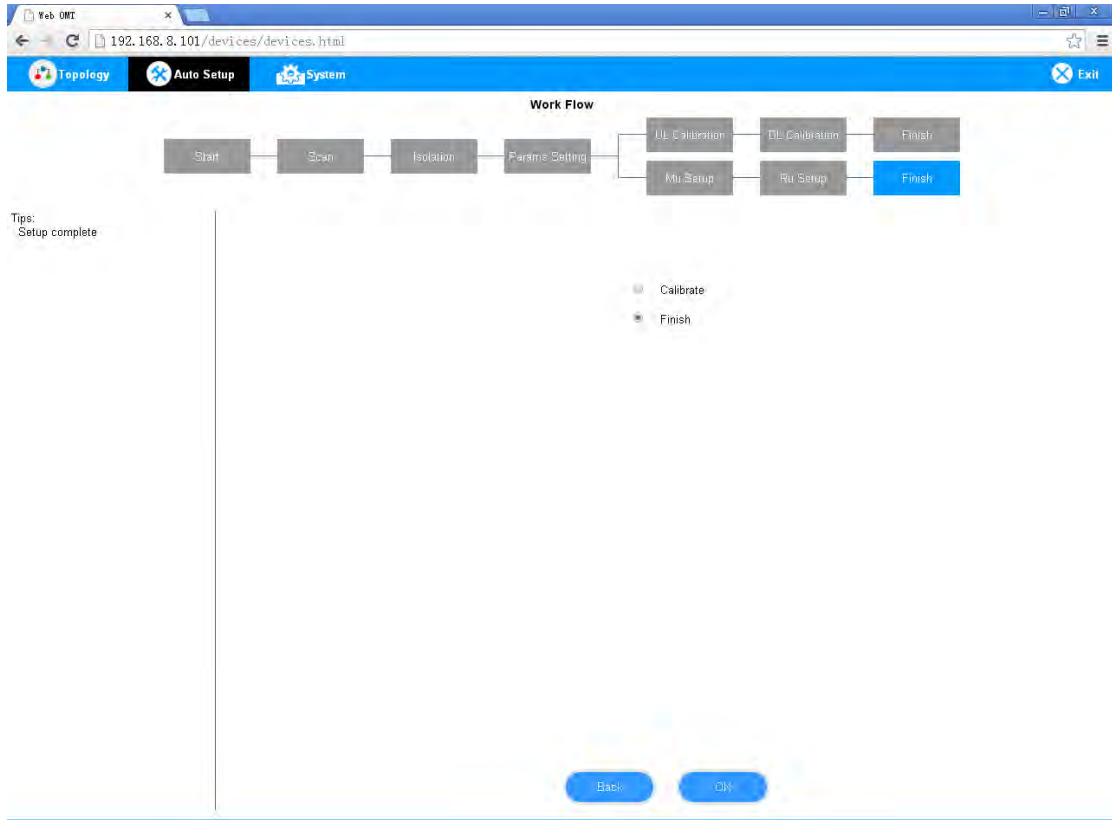 Web OMT
192.168.8.101/devices/devices.html
Topology Auto Setup System Exit
Work Flow
UL Calibration DL Calibration Finish
Start Scan Isolation Params Setting
Mu Setup Ru Setup Finish
Tips:
Setup complete
Calibrate
Finish
Back OK